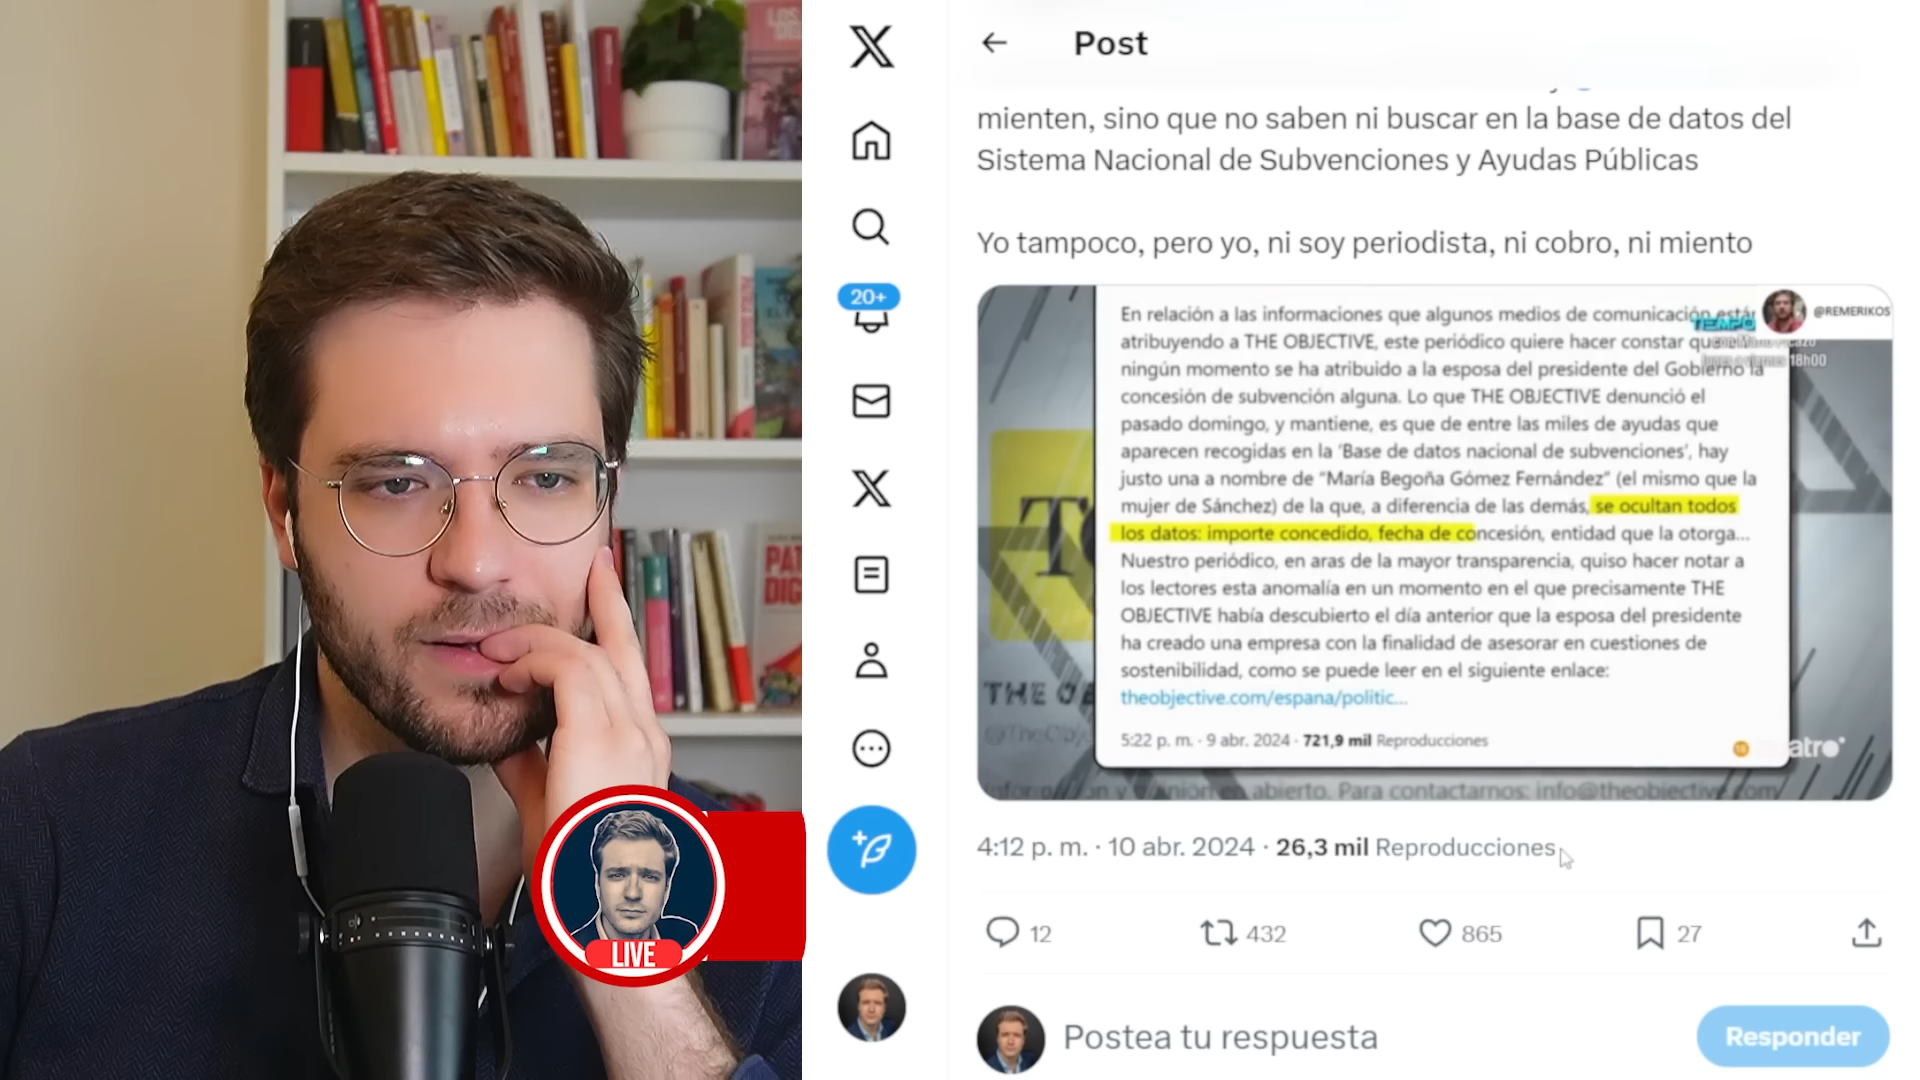 Post
mienten, sino que no saben ni buscar en la base de datos del
Sistema Nacional de Subvenciones y Ayudas Públicas
Yo tampoco, pero yo, ni soy periodista, ni cobro, ni miento
20+
@REMERIKOS
TIEMPO
18h00
En relación a las informaciones que algunos medios de comunicación están
atribuyendo a THE OBJECTIVE, este periódico quiere hacer constar que en
ningún momento se ha atribuido a la esposa del presidente del Gobierno la
concesión de subvención alguna. Lo que THE OBJECTIVE denunció el
pasado domingo, y mantiene, es que de entre las miles de ayudas que
aparecen recogidas en la 'Base de datos nacional de subvenciones', hay
justo una a nombre de "María Begoña Gómez Fernández" (el mismo que la
mujer de Sánchez) de la que, a diferencia de las demás, se ocultan todos
los datos: importe concedido, fecha de concesión, entidad que la otorga...
Nuestro periódico, en aras de la mayor transparencia, quiso hacer notar a
los lectores esta anomalía en un momento en el que precisamente THE
OBJECTIVE había descubierto el día anterior que la esposa del presidente
ha creado una empresa con la finalidad de asesorar en cuestiones de
sostenibilidad, como se puede leer en el siguiente enlace:
theobjective.com/espana/politic...
5:22 p. m. · 9 abr. 2024 · 721,9 mil Reproducciones
THE OB
atro
en abierto. Para contactarnos: info@theobjective.com
4:12 p. m. · 10 abr. 2024 · 26,3 mil Reproducciones
12 432 865 27
Postea tu respuesta
Responder
LIVE